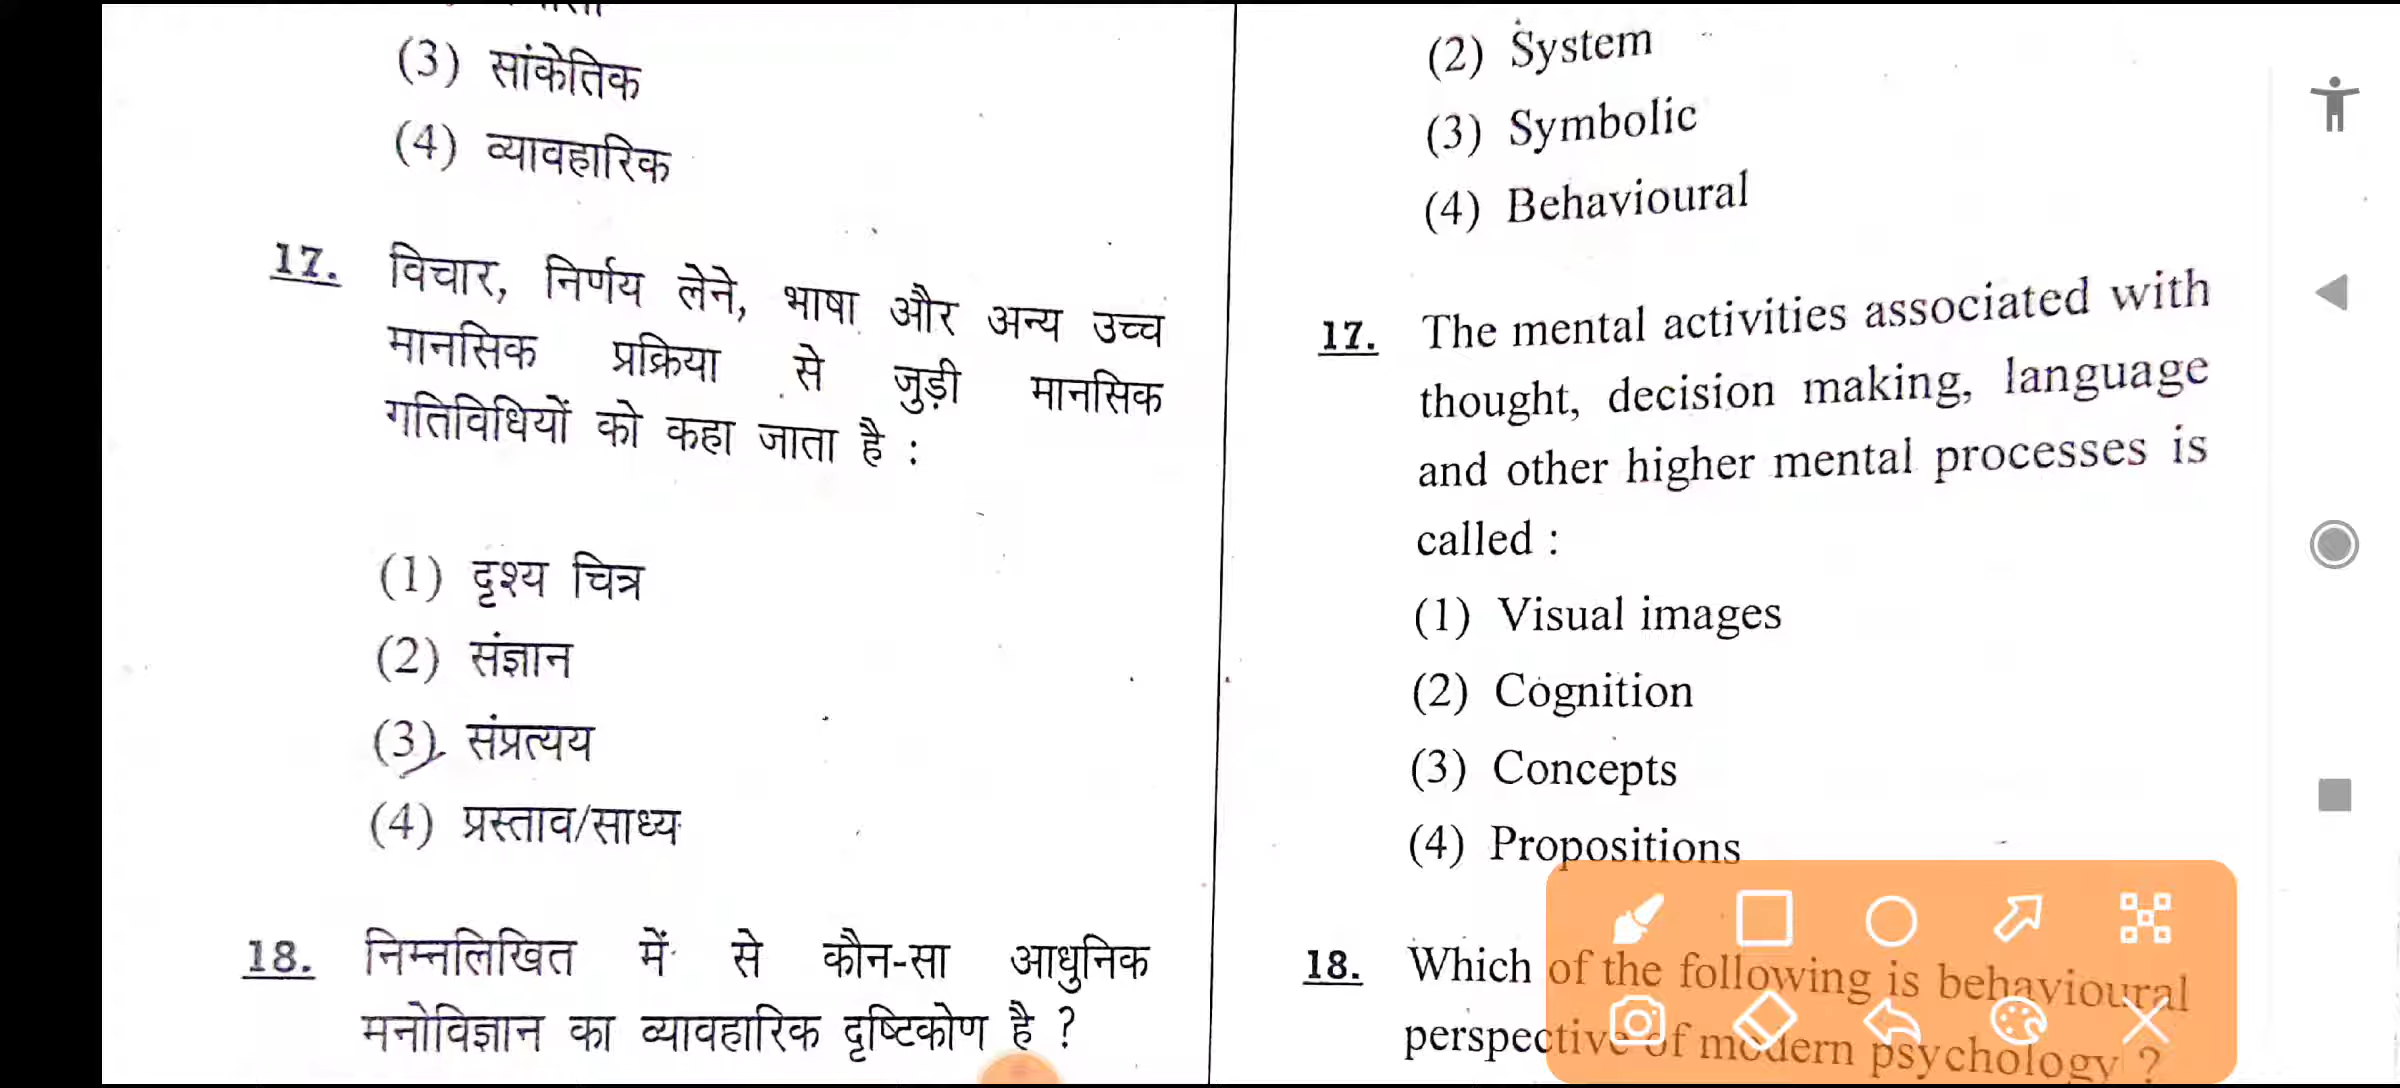 (3) सांकेतिक
(4) व्यावहारिक
17. विचार, निर्णय लेने, भाषा और अन्य उच्च
मानसिक प्रक्रिया से जुड़ी मानसिक
गतिविधियों को कहा जाता है :
(1) दृश्य चित्र
(2) संज्ञान
(3) संप्रत्यय
(4) प्रस्ताव/साध्य
18. निम्नलिखित में से कौन-सा आधुनिक
मनोविज्ञान का व्यावहारिक दृष्टिकोण है ?
(2) System
(3) Symbolic
(4) Behavioural
17. The mental activities associated with
thought, decision making, language
and other higher mental processes is
called :
(1) Visual images
(2) Cognition
(3) Concepts
(4) Propositions
18. Which of the following is behavioural
perspective of modern psychology ?